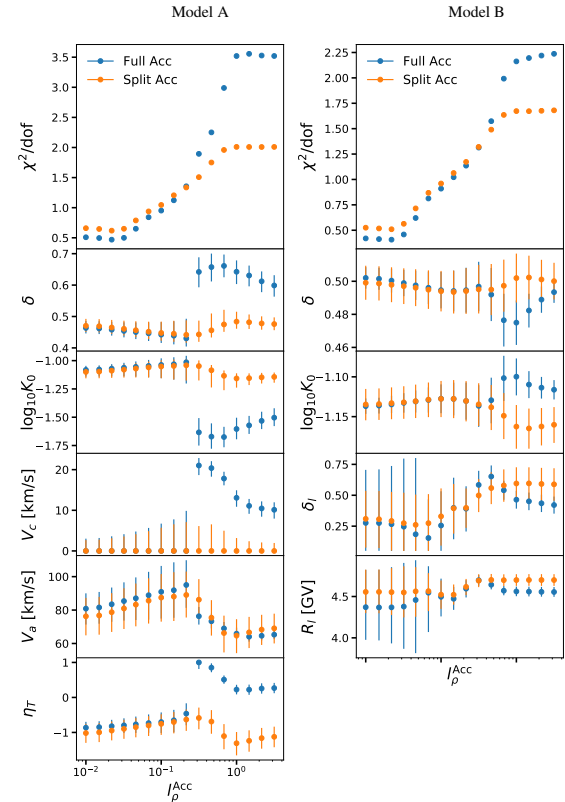 Model A
Model B
χ²/dof
3.5
3.0
2.5
2.0
1.5
1.0
0.5
Full Acc
Split Acc
χ²/dof
2.25
2.00
1.75
1.50
1.25
1.00
0.75
0.50
Full Acc
Split Acc
δ
0.7
0.6
0.5
0.4
δ
0.50
0.48
0.46
log₁₀K₀
−1.00
−1.25
−1.50
−1.75
log₁₀K₀
−1.10
−1.15
V_c [km/s]
20
10
0
δ_l
0.75
0.50
0.25
V_a [km/s]
100
80
60
R_l [GV]
4.5
4.0
l_ρ^Acc
η_T
1
0
−1
10⁻² 10⁻¹ 10⁰
l_ρ^Acc